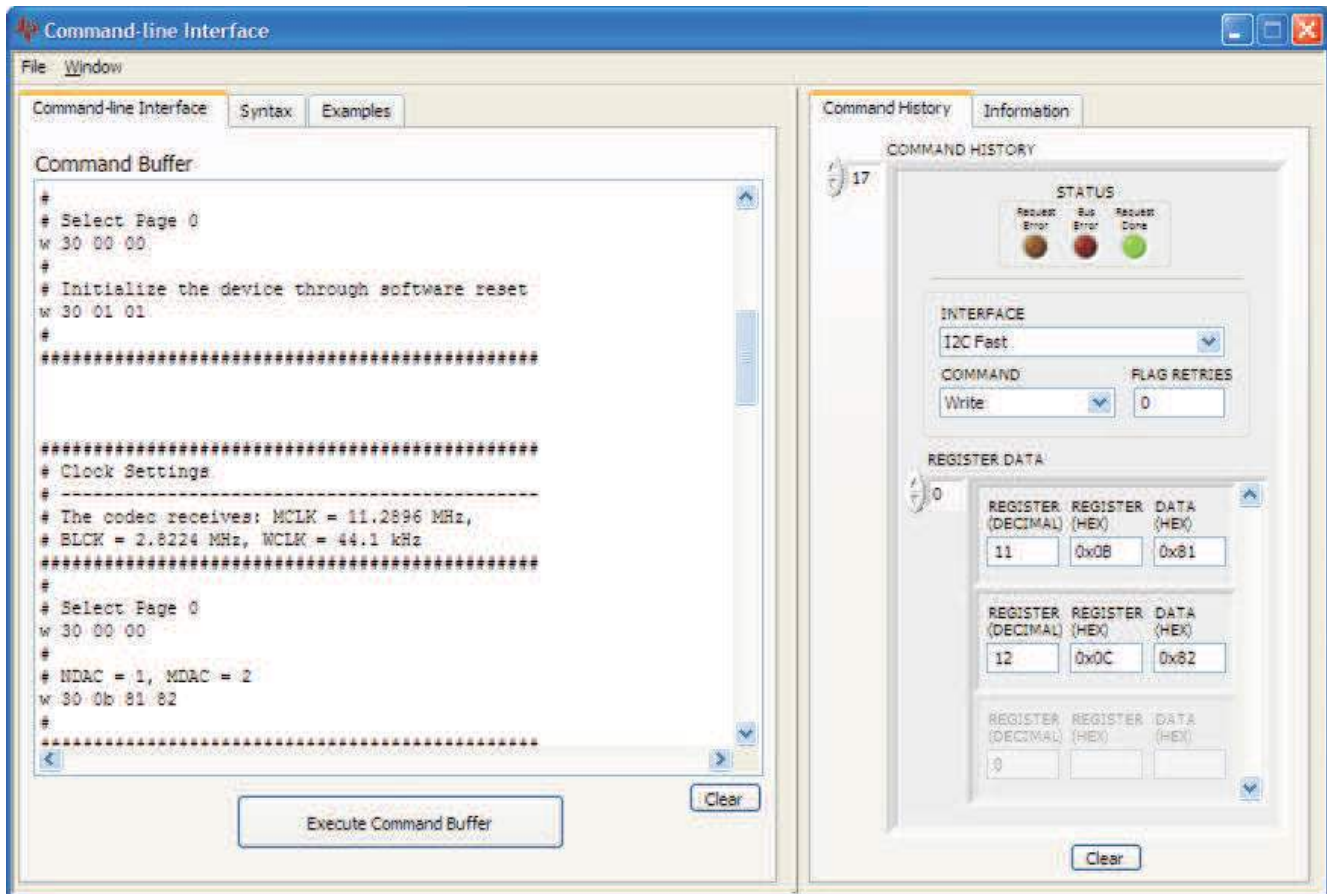 Command-line Interface
File Window
Command-line Interface Syntax Examples
Command Buffer
#
# Select Page 0
w 30 00 00
#
# Initialize the device through software reset
w 30 01 01
#
###############################################
###############################################
# Clock Settings
# ---------------------------------------------
# The codec receives: MCLK = 11.2896 MHz,
# BLCK = 2.8224 MHz, WCLK = 44.1 kHz
###############################################
#
# Select Page 0
w 30 00 00
#
# NDAC = 1, MDAC = 2
w 30 0b 81 82
#
###############################################
Execute Command Buffer
Clear
Command History Information
COMMAND HISTORY
17
STATUS
Request Error
Bus Error
Request Done
INTERFACE
I2C Fast
COMMAND FLAG RETRIES
Write 0
REGISTER DATA
0
REGISTER REGISTER DATA
(DECIMAL) (HEX) (HEX)
11 0x0B 0x81
REGISTER REGISTER DATA
(DECIMAL) (HEX) (HEX)
12 0x0C 0x82
REGISTER REGISTER DATA
(DECIMAL) (HEX) (HEX)
0
Clear